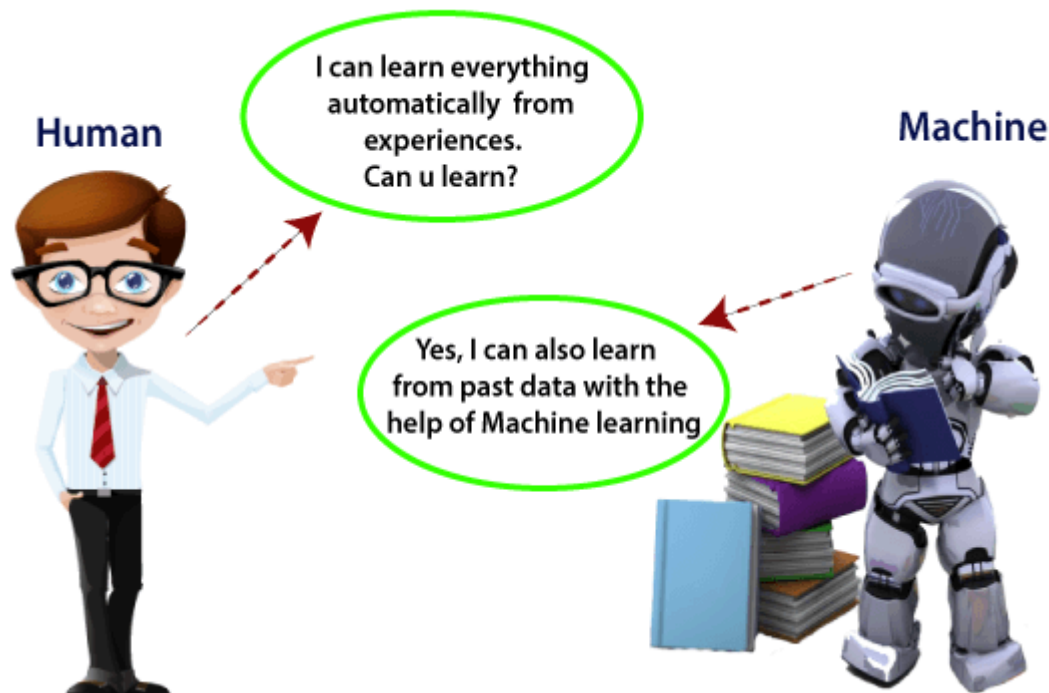 Human
I can learn everything
automatically from
experiences.
Can u learn?
Machine
Yes, I can also learn
from past data with the
help of Machine learning